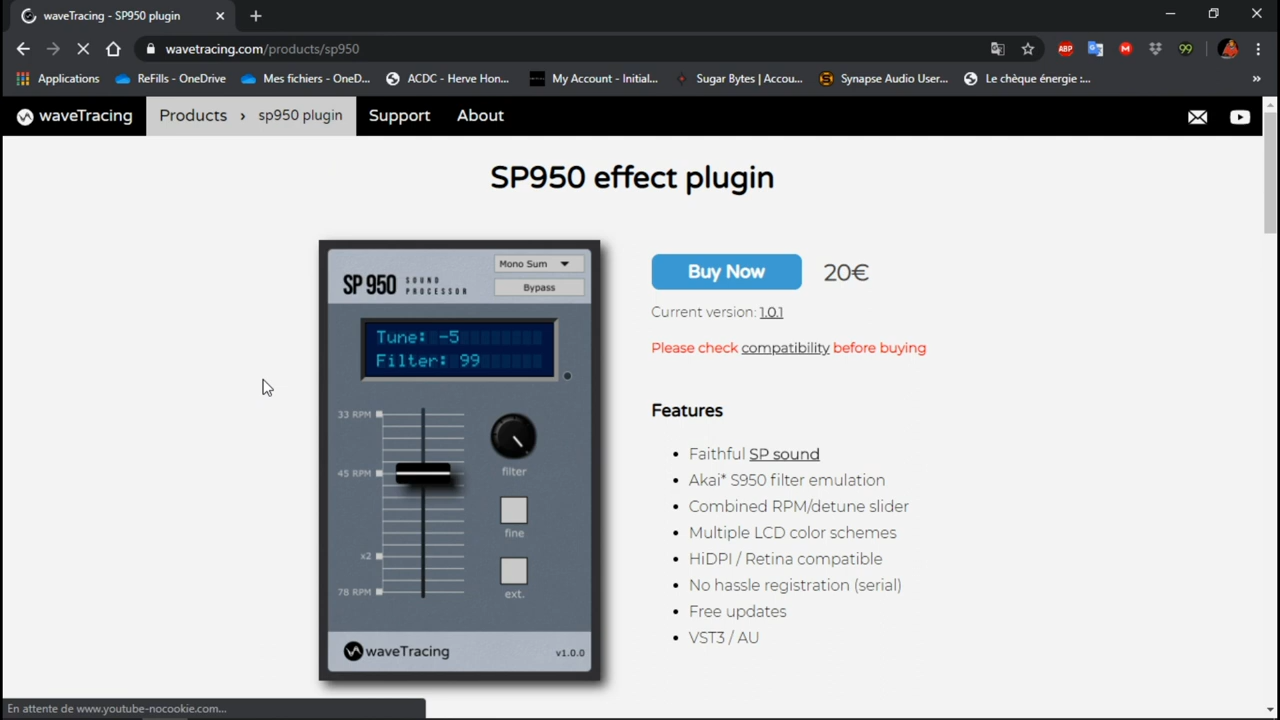 waveTracing - SP950 plugin
wavetracing.com/products/sp950
ABP
M
99
Applications
ReFills - OneDrive
Mes fichiers - OneD...
ACDC - Herve Hon...
My Account - Initial...
Sugar Bytes | Accou...
Synapse Audio User...
Le chèque énergie :...
»
waveTracing
Products › sp950 plugin
Support
About
SP950 effect plugin
Mono Sum
SP 950 SOUND PROCESSOR
Bypass
Tune: -5
Filter: 99
33 RPM
45 RPM
filter
fine
x2
78 RPM
ext.
waveTracing
v1.0.0
Buy Now 20€
Current version: 1.0.1
Please check compatibility before buying
Features
• Faithful SP sound
• Akai* S950 filter emulation
• Combined RPM/detune slider
• Multiple LCD color schemes
• HiDPI / Retina compatible
• No hassle registration (serial)
• Free updates
• VST3 / AU
En attente de www.youtube-nocookie.com...